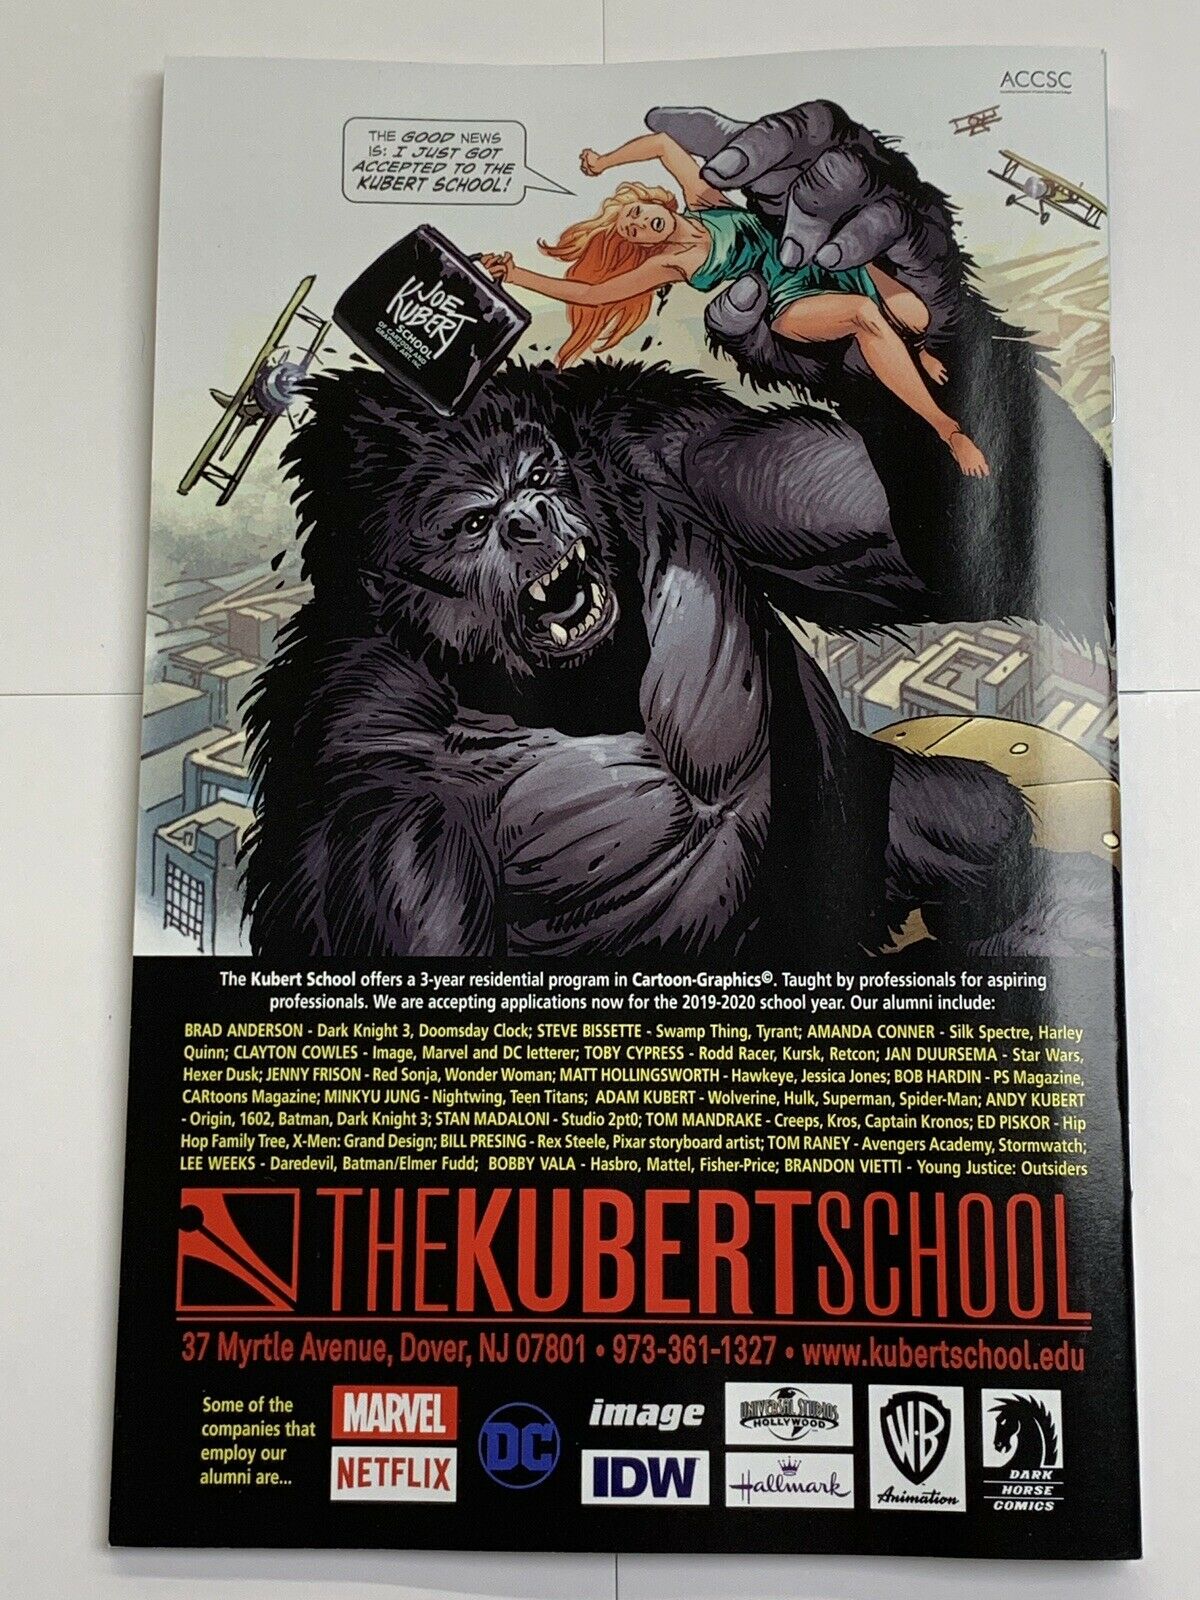 ACCSC
THE GOOD NEWS
IS: I JUST GOT
ACCEPTED TO THE
KUBERT SCHOOL!
JOE
KUBERT
SCHOOL
OF CARTOON AND
GRAPHIC ART, INC.
The Kubert School offers a 3-year residential program in Cartoon-Graphics©. Taught by professionals for aspiring
professionals. We are accepting applications now for the 2019-2020 school year. Our alumni include:
BRAD ANDERSON - Dark Knight 3, Doomsday Clock; STEVE BISSETTE - Swamp Thing, Tyrant; AMANDA CONNER - Silk Spectre, Harley
Quinn; CLAYTON COWLES - Image, Marvel and DC letterer; TOBY CYPRESS - Rodd Racer, Kursk, Retcon; JAN DUURSEMA - Star Wars,
Hexer Dusk; JENNY FRISON - Red Sonja, Wonder Woman; MATT HOLLINGSWORTH - Hawkeye, Jessica Jones; BOB HARDIN - PS Magazine,
CARtoons Magazine; MINKYU JUNG - Nightwing, Teen Titans; ADAM KUBERT - Wolverine, Hulk, Superman, Spider-Man; ANDY KUBERT
- Origin, 1602, Batman, Dark Knight 3; STAN MADALONI - Studio 2pt0; TOM MANDRAKE - Creeps, Kros, Captain Kronos; ED PISKOR - Hip
Hop Family Tree, X-Men: Grand Design; BILL PRESING - Rex Steele, Pixar storyboard artist; TOM RANEY - Avengers Academy, Stormwatch;
LEE WEEKS - Daredevil, Batman/Elmer Fudd; BOBBY VALA - Hasbro, Mattel, Fisher-Price; BRANDON VIETTI - Young Justice: Outsiders
THEKUBERTSCHOOL
37 Myrtle Avenue, Dover, NJ 07801 • 973-361-1327 • www.kubertschool.edu
Some of the
companies that
employ our
alumni are...
MARVEL
NETFLIX
DC
image
IDW
UNIVERSAL STUDIOS
HOLLYWOOD
Hallmark
WB
Animation
DARK
HORSE
COMICS